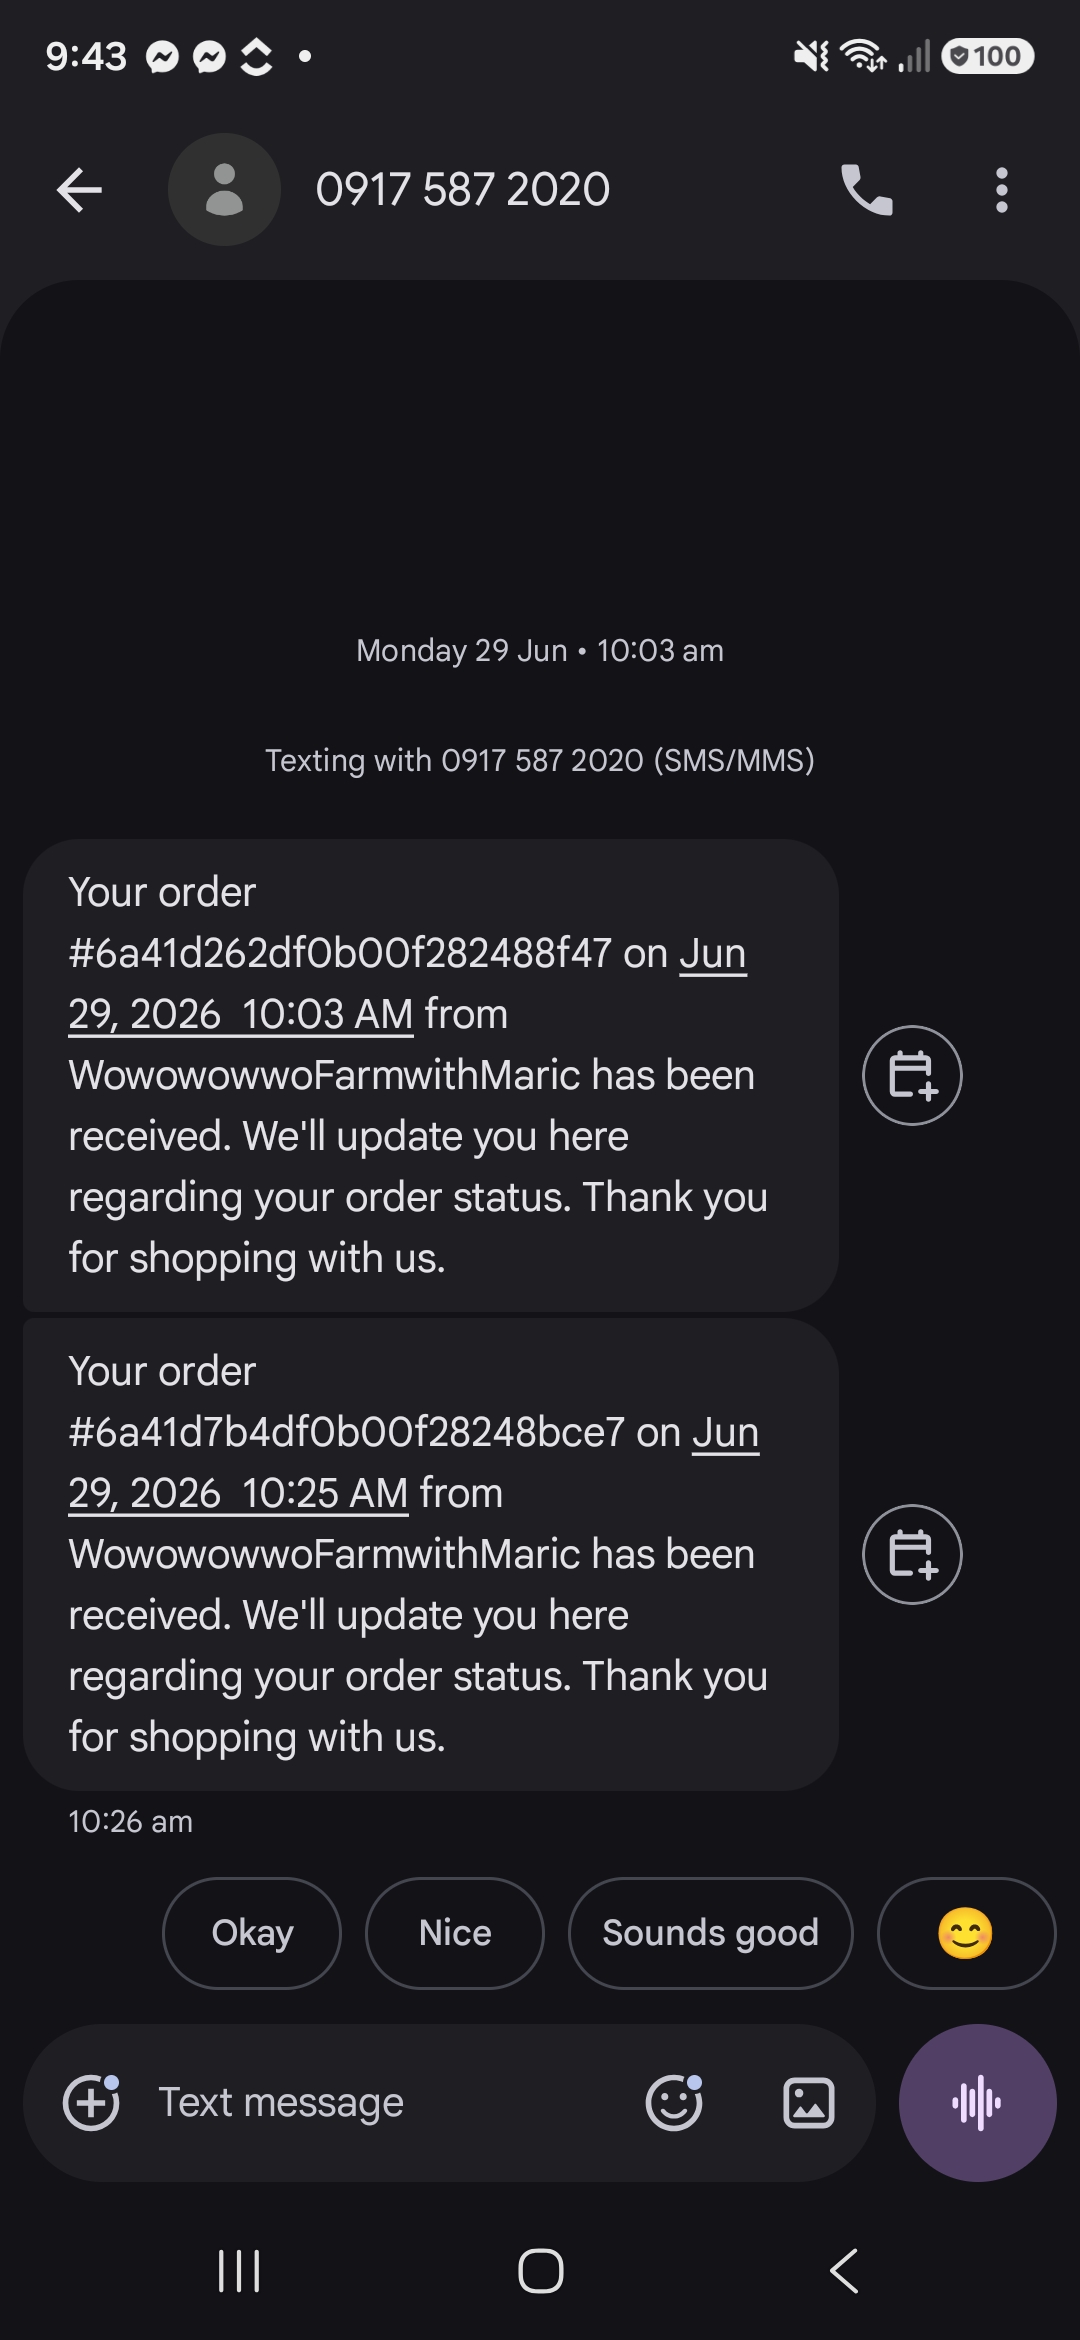 9:43
100
0917 587 2020
Monday 29 Jun • 10:03 am
Texting with 0917 587 2020 (SMS/MMS)
Your order
#6a41d262df0b00f282488f47 on Jun
29, 2026  10:03 AM from
WowowowwoFarmwithMaric has been
received. We'll update you here
regarding your order status. Thank you
for shopping with us.
Your order
#6a41d7b4df0b00f28248bce7 on Jun
29, 2026  10:25 AM from
WowowowwoFarmwithMaric has been
received. We'll update you here
regarding your order status. Thank you
for shopping with us.
10:26 am
Okay
Nice
Sounds good
Text message